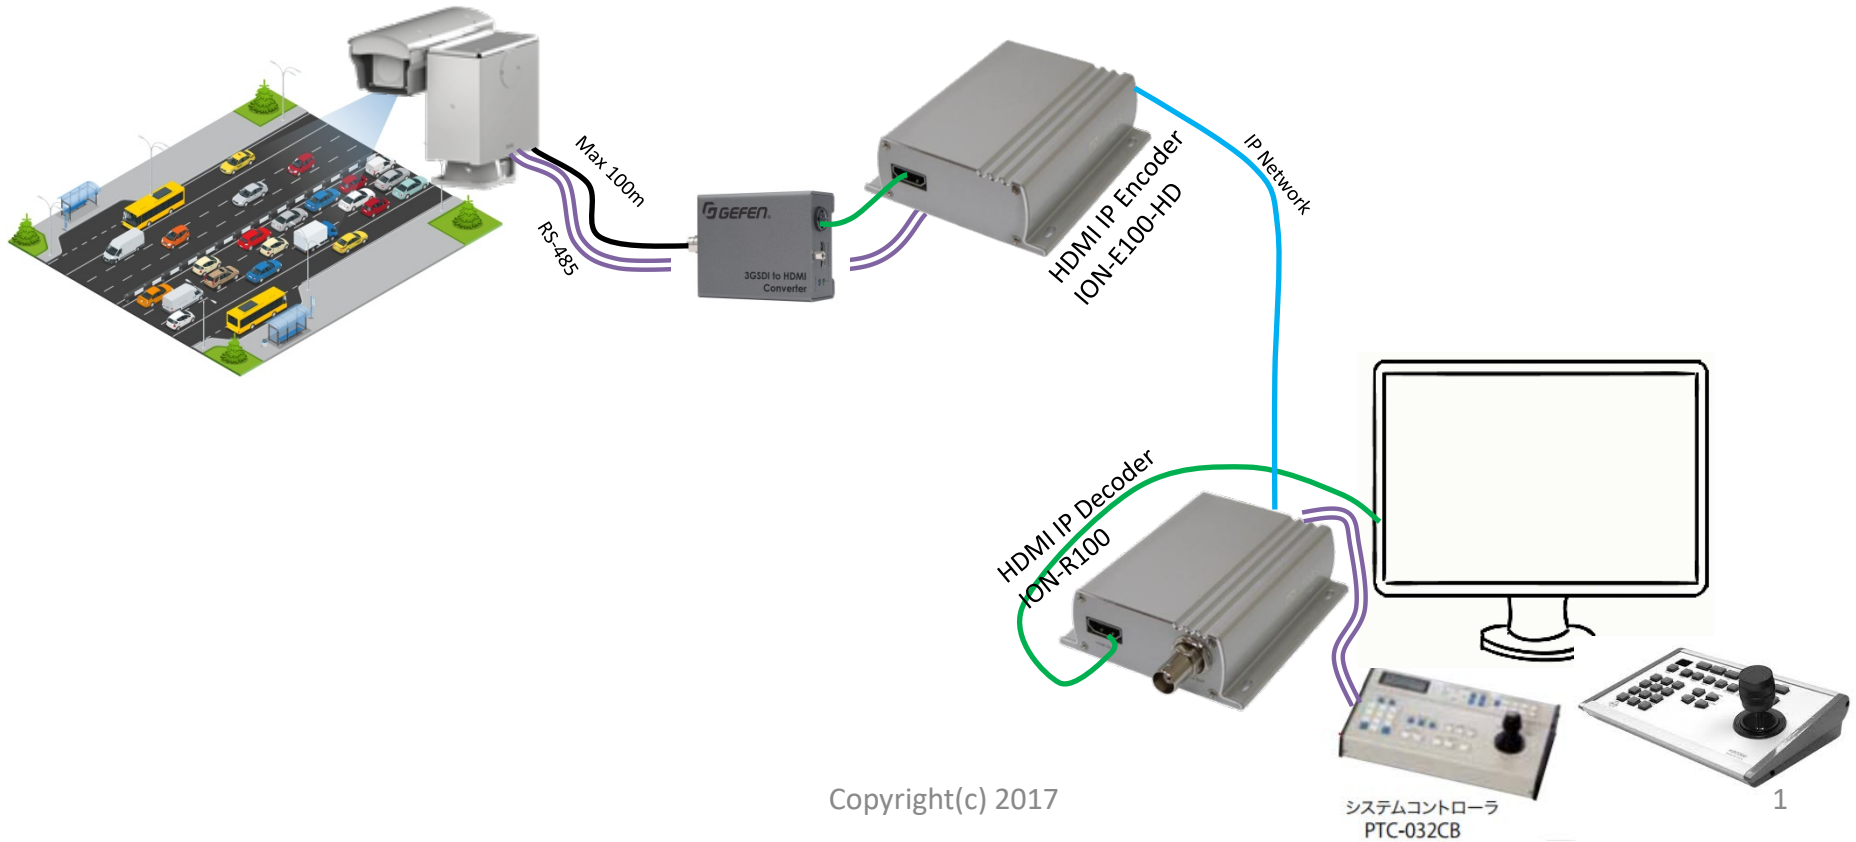 Max 100m
RS-485
GEFEN®
3GSDI to HDMI
Converter
HDMI IP Encoder
ION-E100-HD
IP Network
HDMI IP Decoder
ION-R100
システムコントローラ
PTC-032CB
Copyright(c) 2017
1